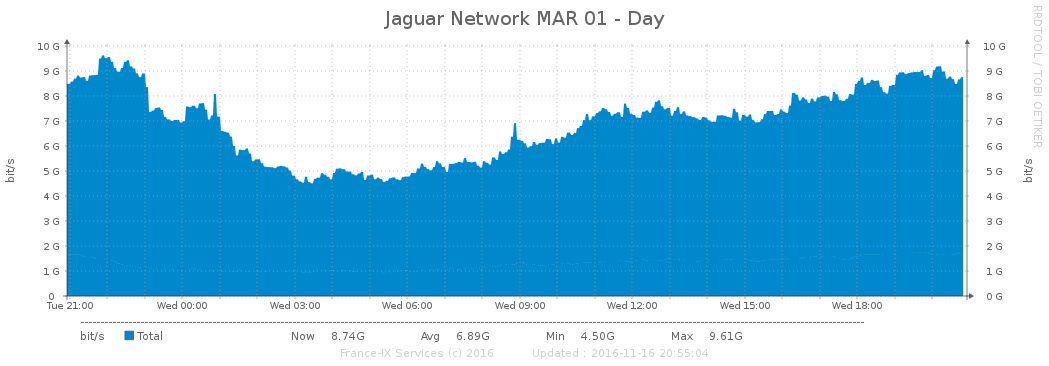 Jaguar Network MAR 01 - Day
RRDTOOL / TOBI OETIKER
bit/s
bit/s
10 G 10 G
9 G 9 G
8 G 8 G
7 G 7 G
6 G 6 G
5 G 5 G
4 G 4 G
3 G 3 G
2 G 2 G
1 G 1 G
0 0 G
Tue 21:00 Wed 00:00 Wed 03:00 Wed 06:00 Wed 09:00 Wed 12:00 Wed 15:00 Wed 18:00
bit/s Total Now 8.74G Avg 6.89G Min 4.50G Max 9.61G
France-IX Services (c) 2016 Updated : 2016-11-16 20:55:04